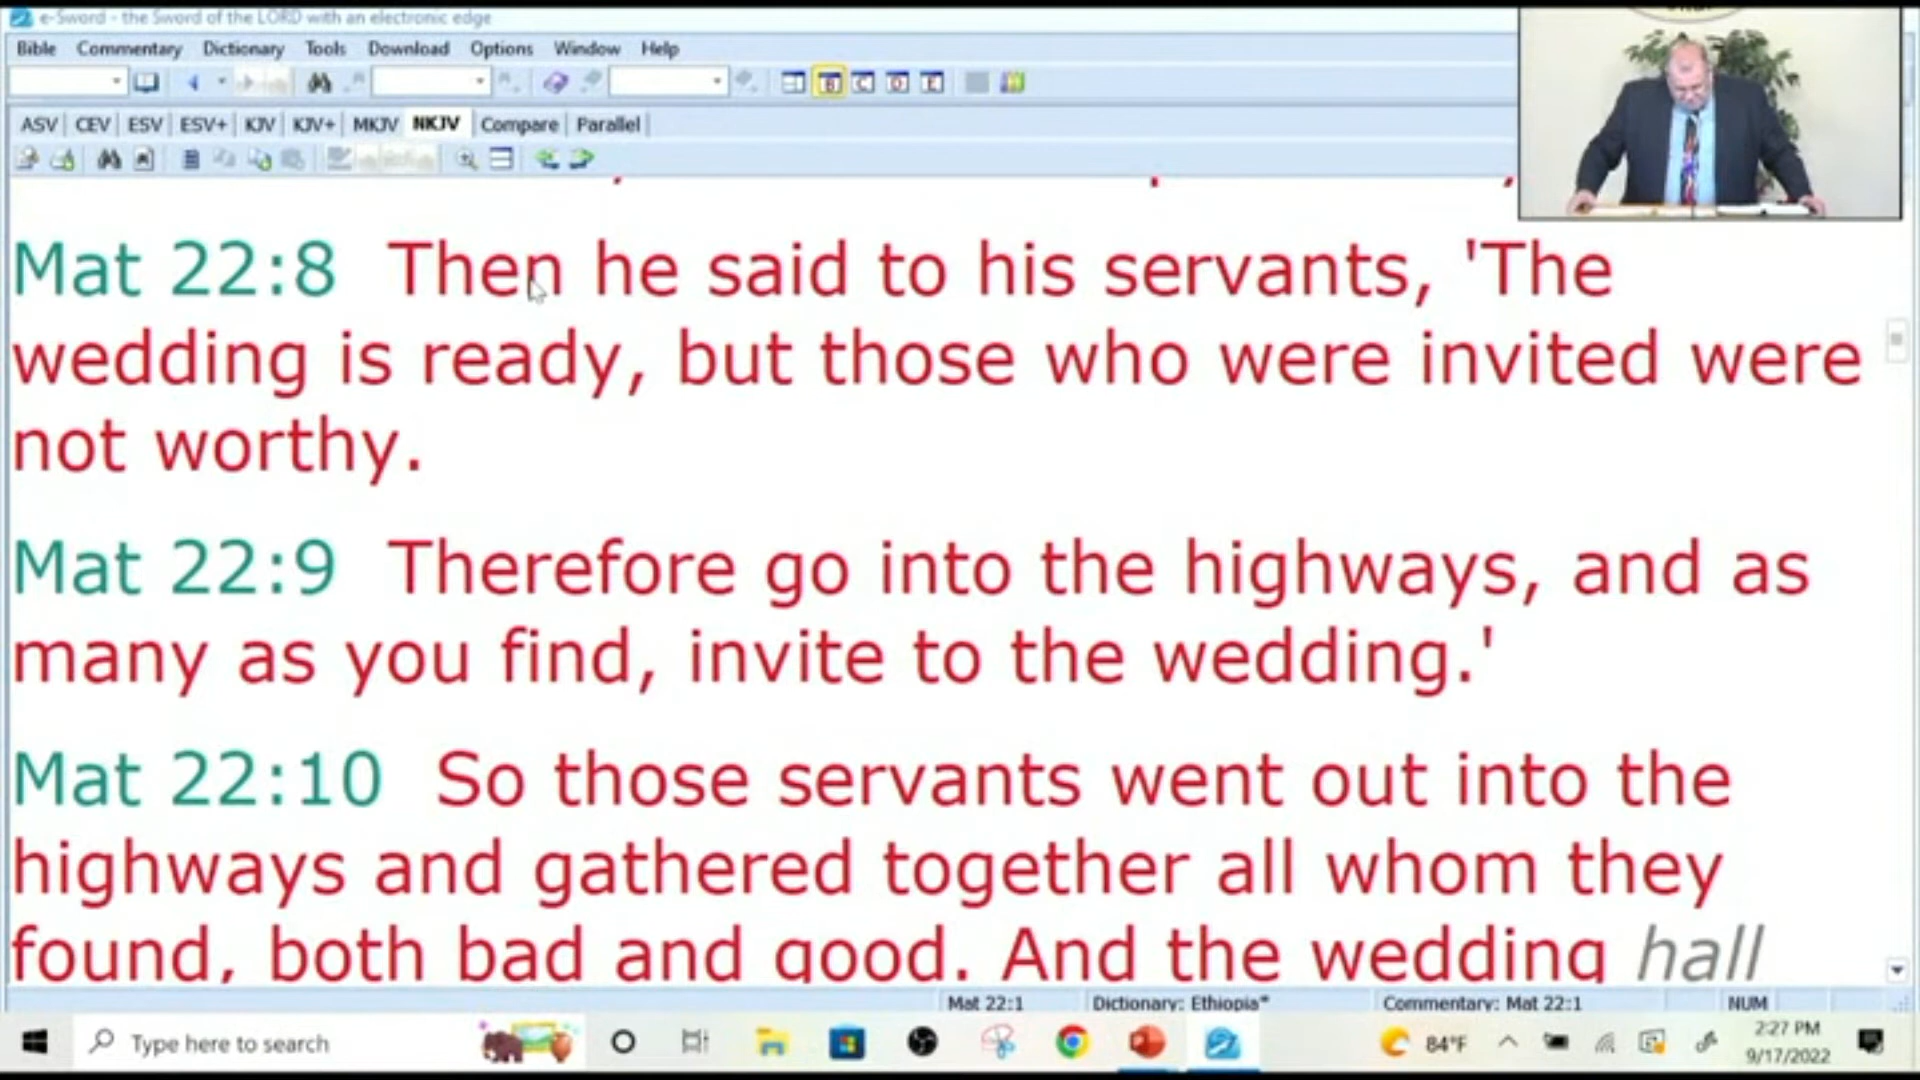 e-Sword - the Sword of the LORD with an electronic edge
Bible Commentary Dictionary Tools Download Options Window Help
ASV CEV ESV ESV+ KJV KJV+ MKJV NKJV Compare Parallel
Mat 22:8 Then he said to his servants, 'The
wedding is ready, but those who were invited were
not worthy.
Mat 22:9 Therefore go into the highways, and as
many as you find, invite to the wedding.'
Mat 22:10 So those servants went out into the
highways and gathered together all whom they
found, both bad and good. And the wedding hall
Mat 22:1 Dictionary: Ethiopia* Commentary: Mat 22:1 NUM
Type here to search
84°F
2:27 PM
9/17/2022